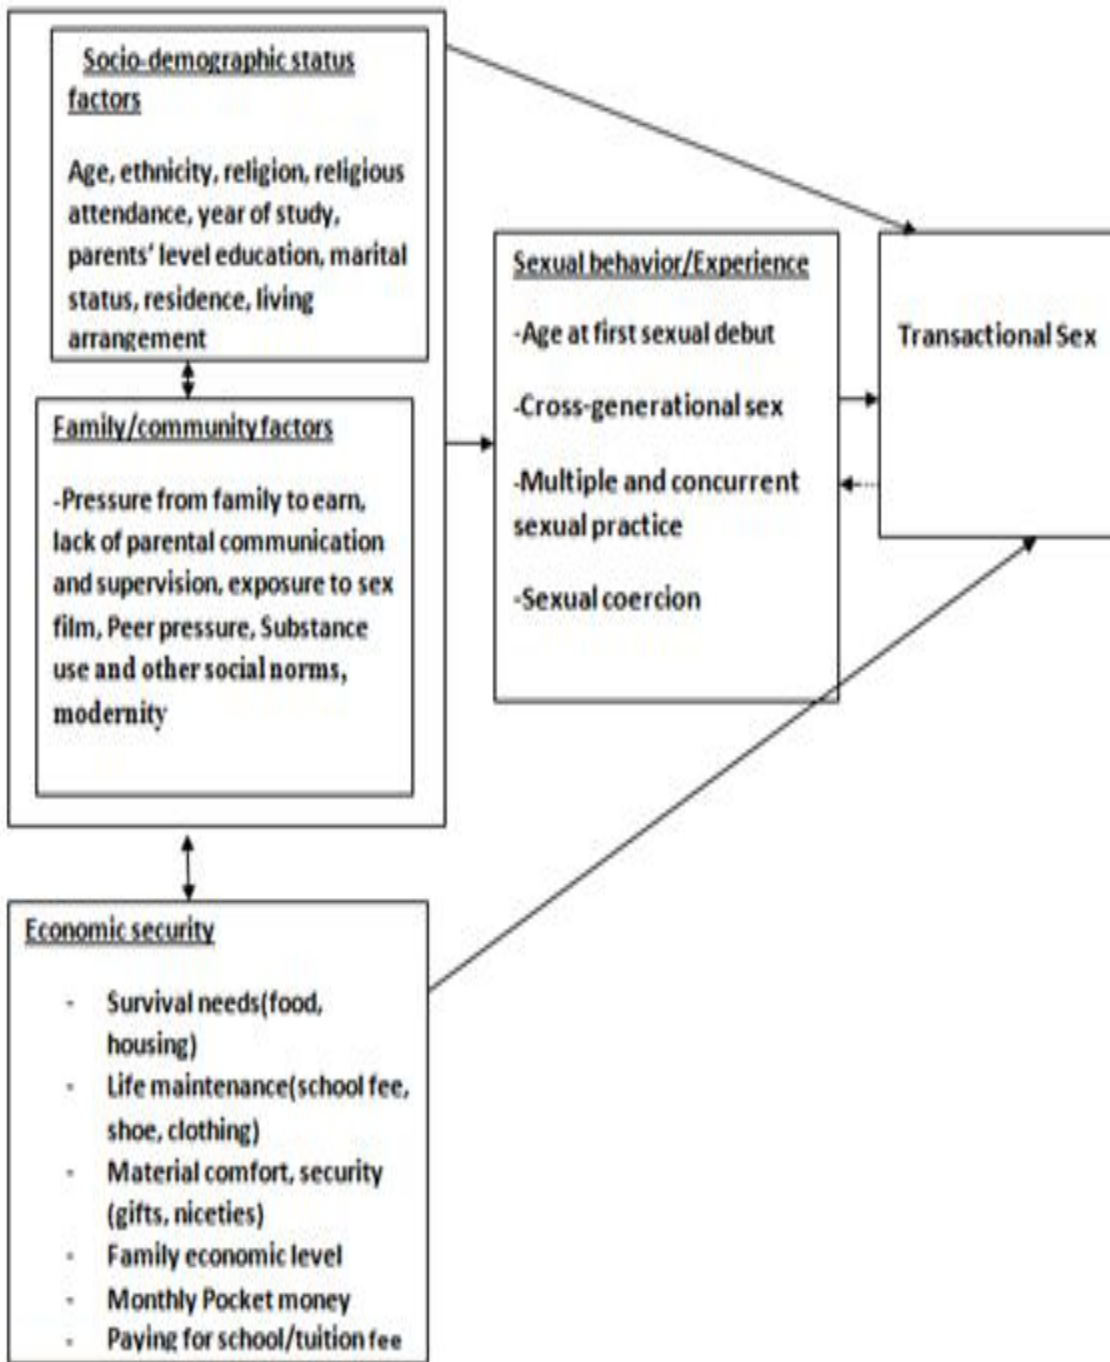 Socio-demographic status
factors
Age, ethnicity, religion, religious
attendance, year of study,
parents' level education, marital
status, residence, living
arrangement
Family/community factors
-Pressure from family to earn,
lack of parental communication
and supervision, exposure to sex
film, Peer pressure, Substance
use and other social norms,
modernity
Economic security
- Survival needs(food,
housing)
- Life maintenance(school fee,
shoe, clothing)
- Material comfort, security
(gifts, niceties)
- Family economic level
- Monthly Pocket money
- Paying for school/tuition fee
Sexual behavior/Experience
-Age at first sexual debut
-Cross-generational sex
-Multiple and concurrent
sexual practice
-Sexual coercion
Transactional Sex